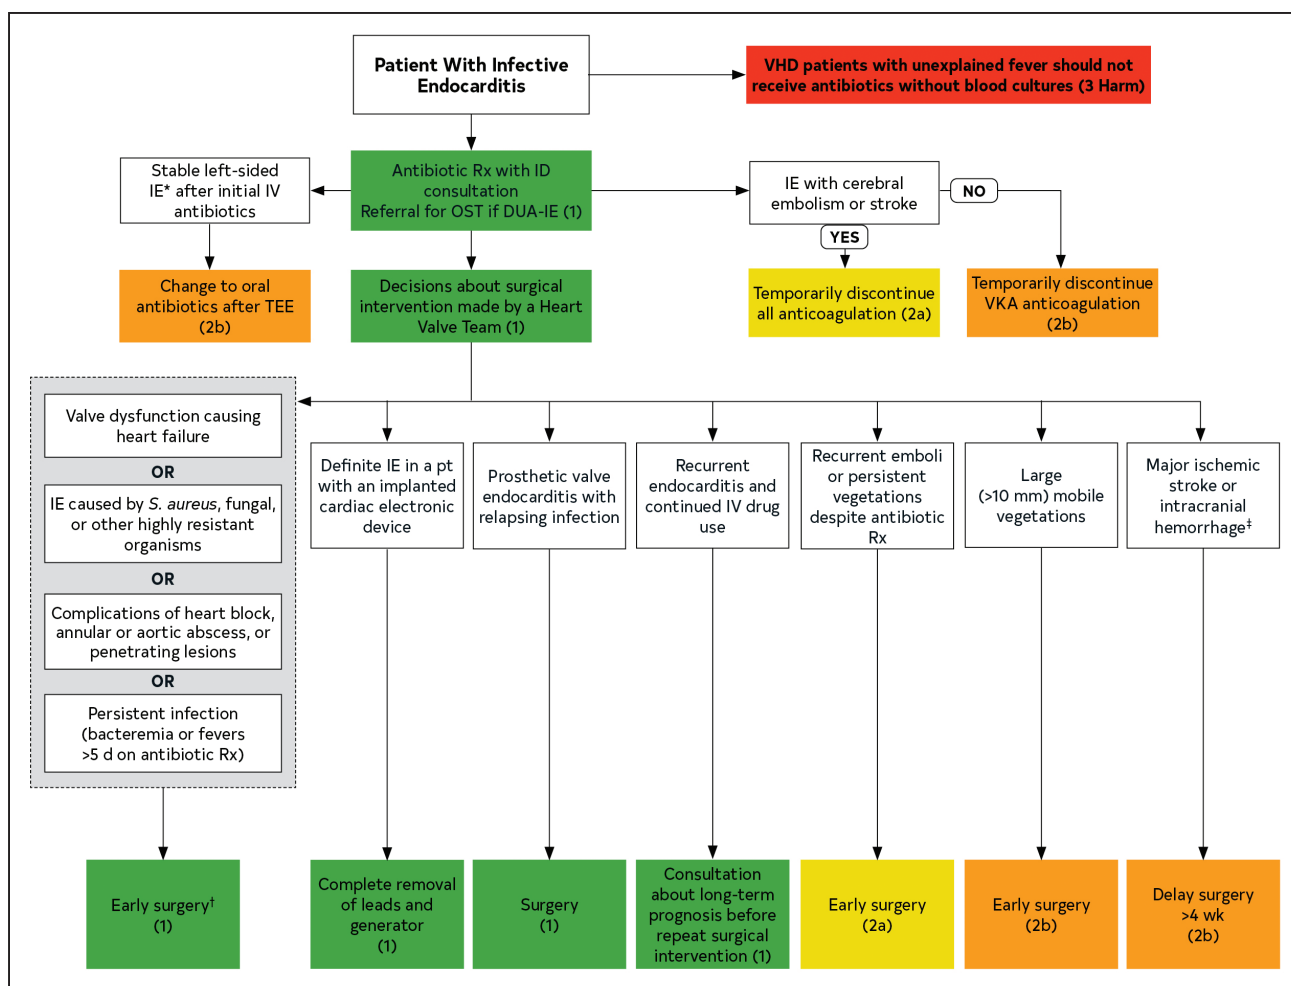 Patient With Infective
Endocarditis
VHD patients with unexplained fever should not
receive antibiotics without blood cultures (3 Harm)
Stable left-sided
IE* after initial IV
antibiotics
Antibiotic Rx with ID
consultation
Referral for OST if DUA-IE (1)
IE with cerebral
embolism or stroke
NO
YES
Change to oral
antibiotics after TEE
(2b)
Decisions about surgical
intervention made by a Heart
Valve Team (1)
Temporarily discontinue
all anticoagulation (2a)
Temporarily discontinue
VKA anticoagulation
(2b)
Valve dysfunction causing
heart failure
OR
IE caused by S. aureus, fungal,
or other highly resistant
organisms
OR
Complications of heart block,
annular or aortic abscess, or
penetrating lesions
OR
Persistent infection
(bacteremia or fevers
>5 d on antibiotic Rx)
Definite IE in a pt
with an implanted
cardiac electronic
device
Prosthetic valve
endocarditis with
relapsing infection
Recurrent
endocarditis and
continued IV drug
use
Recurrent emboli
or persistent
vegetations
despite antibiotic
Rx
Large
(>10 mm) mobile
vegetations
Major ischemic
stroke or
intracranial
hemorrhage‡
Early surgery†
(1)
Complete removal
of leads and
generator
(1)
Surgery
(1)
Consultation
about long-term
prognosis before
repeat surgical
intervention (1)
Early surgery
(2a)
Early surgery
(2b)
Delay surgery
>4 wk
(2b)